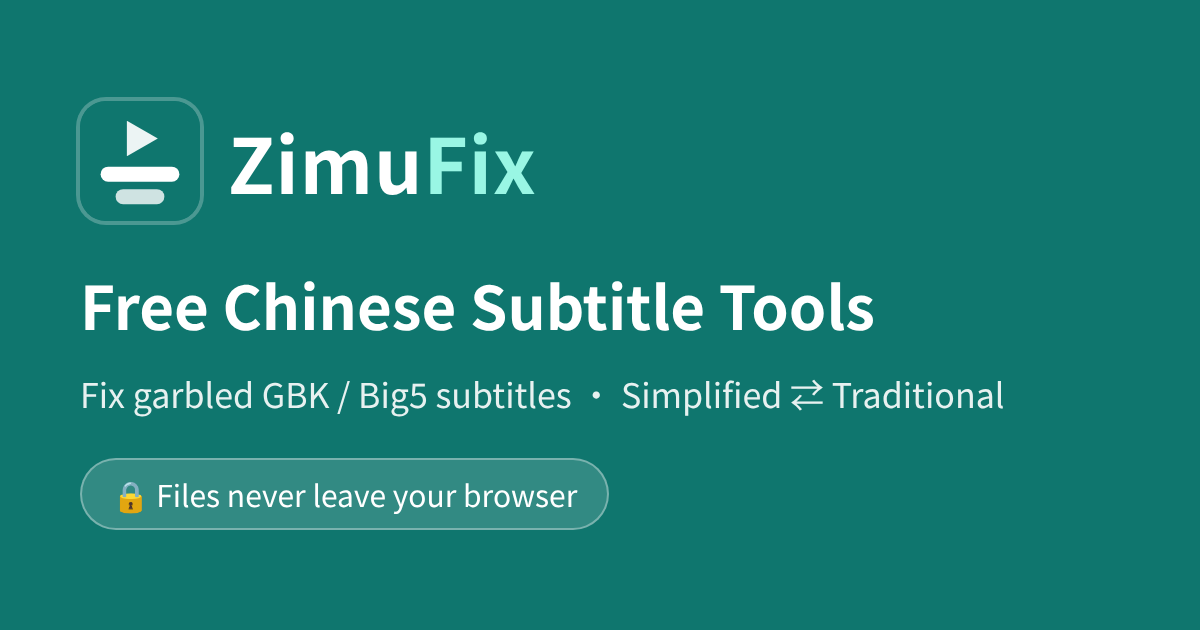 ZimuFix
Free Chinese Subtitle Tools
Fix garbled GBK / Big5 subtitles • Simplified ⇄ Traditional
🔒 Files never leave your browser